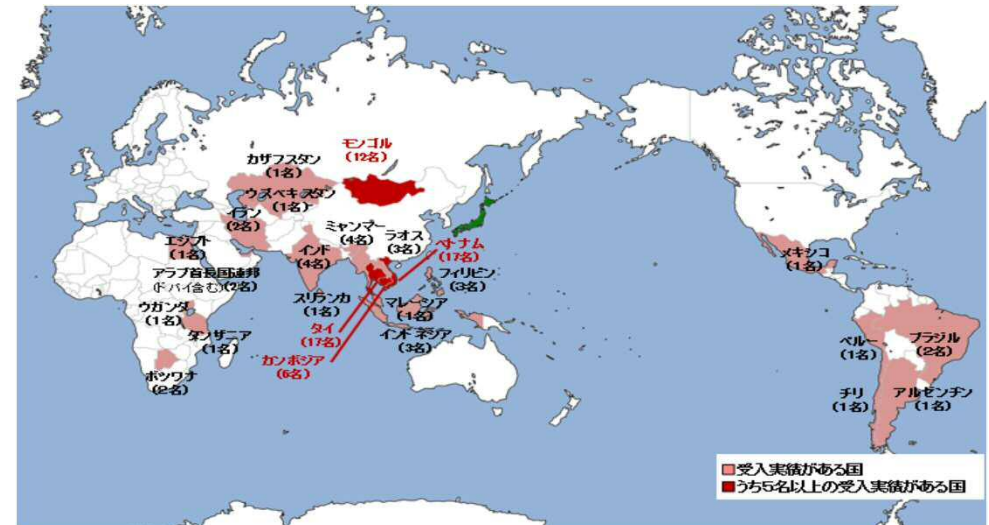 モンゴル
(12名)
カザフスタン
(1名)
ウズベキスタン
(1名)
イラン
(2名)
ミャンマー
(4名)
ラオス
(3名)
ベトナム
(17名)
エジプト
(1名)
インド
(4名)
アラブ首長国連邦
(ドバイ含む)(2名)
フィリピン
(3名)
ウガンダ
(1名)
スリランカ
(1名)
マレーシア
(1名)
タンザニア
(1名)
タイ
(17名)
インドネシア
(3名)
カンボジア
(6名)
ボツワナ
(2名)
メキシコ
(1名)
ペルー
(1名)
ブラジル
(2名)
チリ
(1名)
アルゼンチン
(1名)
受入実績がある国
うち5名以上の受入実績がある国